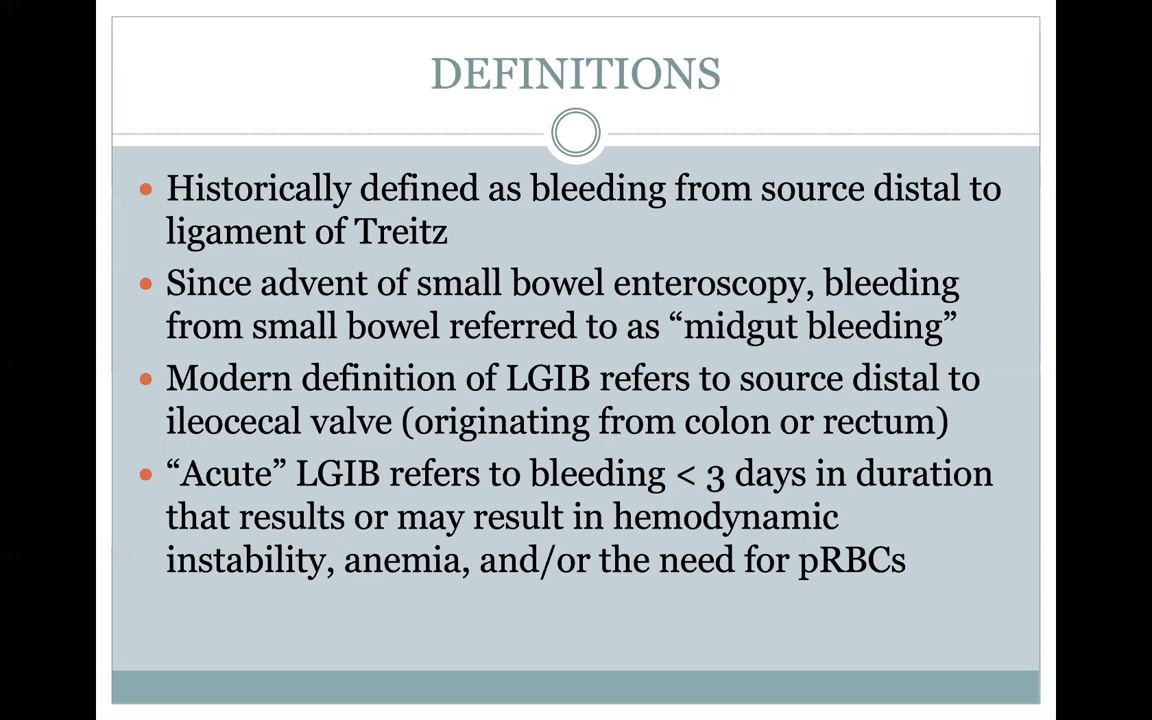 DEFINITIONS
• Historically defined as bleeding from source distal to
ligament of Treitz
• Since advent of small bowel enteroscopy, bleeding
from small bowel referred to as “midgut bleeding”
• Modern definition of LGIB refers to source distal to
ileocecal valve (originating from colon or rectum)
• “Acute” LGIB refers to bleeding < 3 days in duration
that results or may result in hemodynamic
instability, anemia, and/or the need for pRBCs